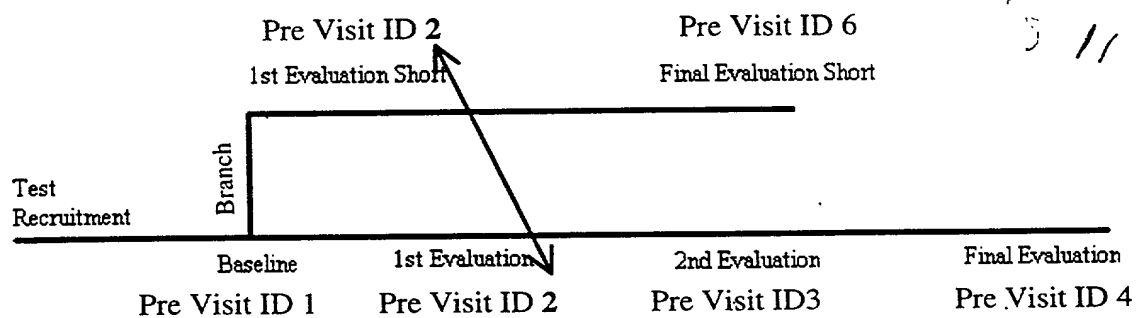 Pre Visit ID 2
Pre Visit ID 6
1st Evaluation Short
Final Evaluation Short
Branch
Test
Recruitment
Baseline
1st Evaluation
2nd Evaluation
Final Evaluation
Pre Visit ID 1
Pre Visit ID 2
Pre Visit ID3
Pre Visit ID 4